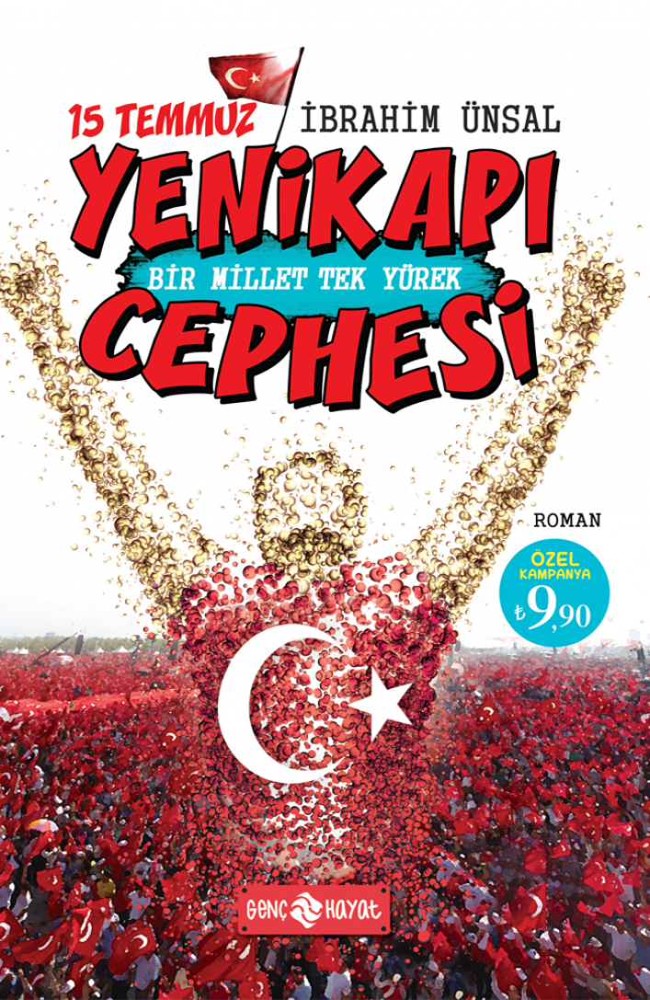 15 TEMMUZ
İBRAHİM ÜNSAL
YENİKAPI
BİR MİLLET TEK YÜREK
CEPHESİ
ROMAN
ÖZEL
KAMPANYA
₺9,90
GENÇ HAYAT